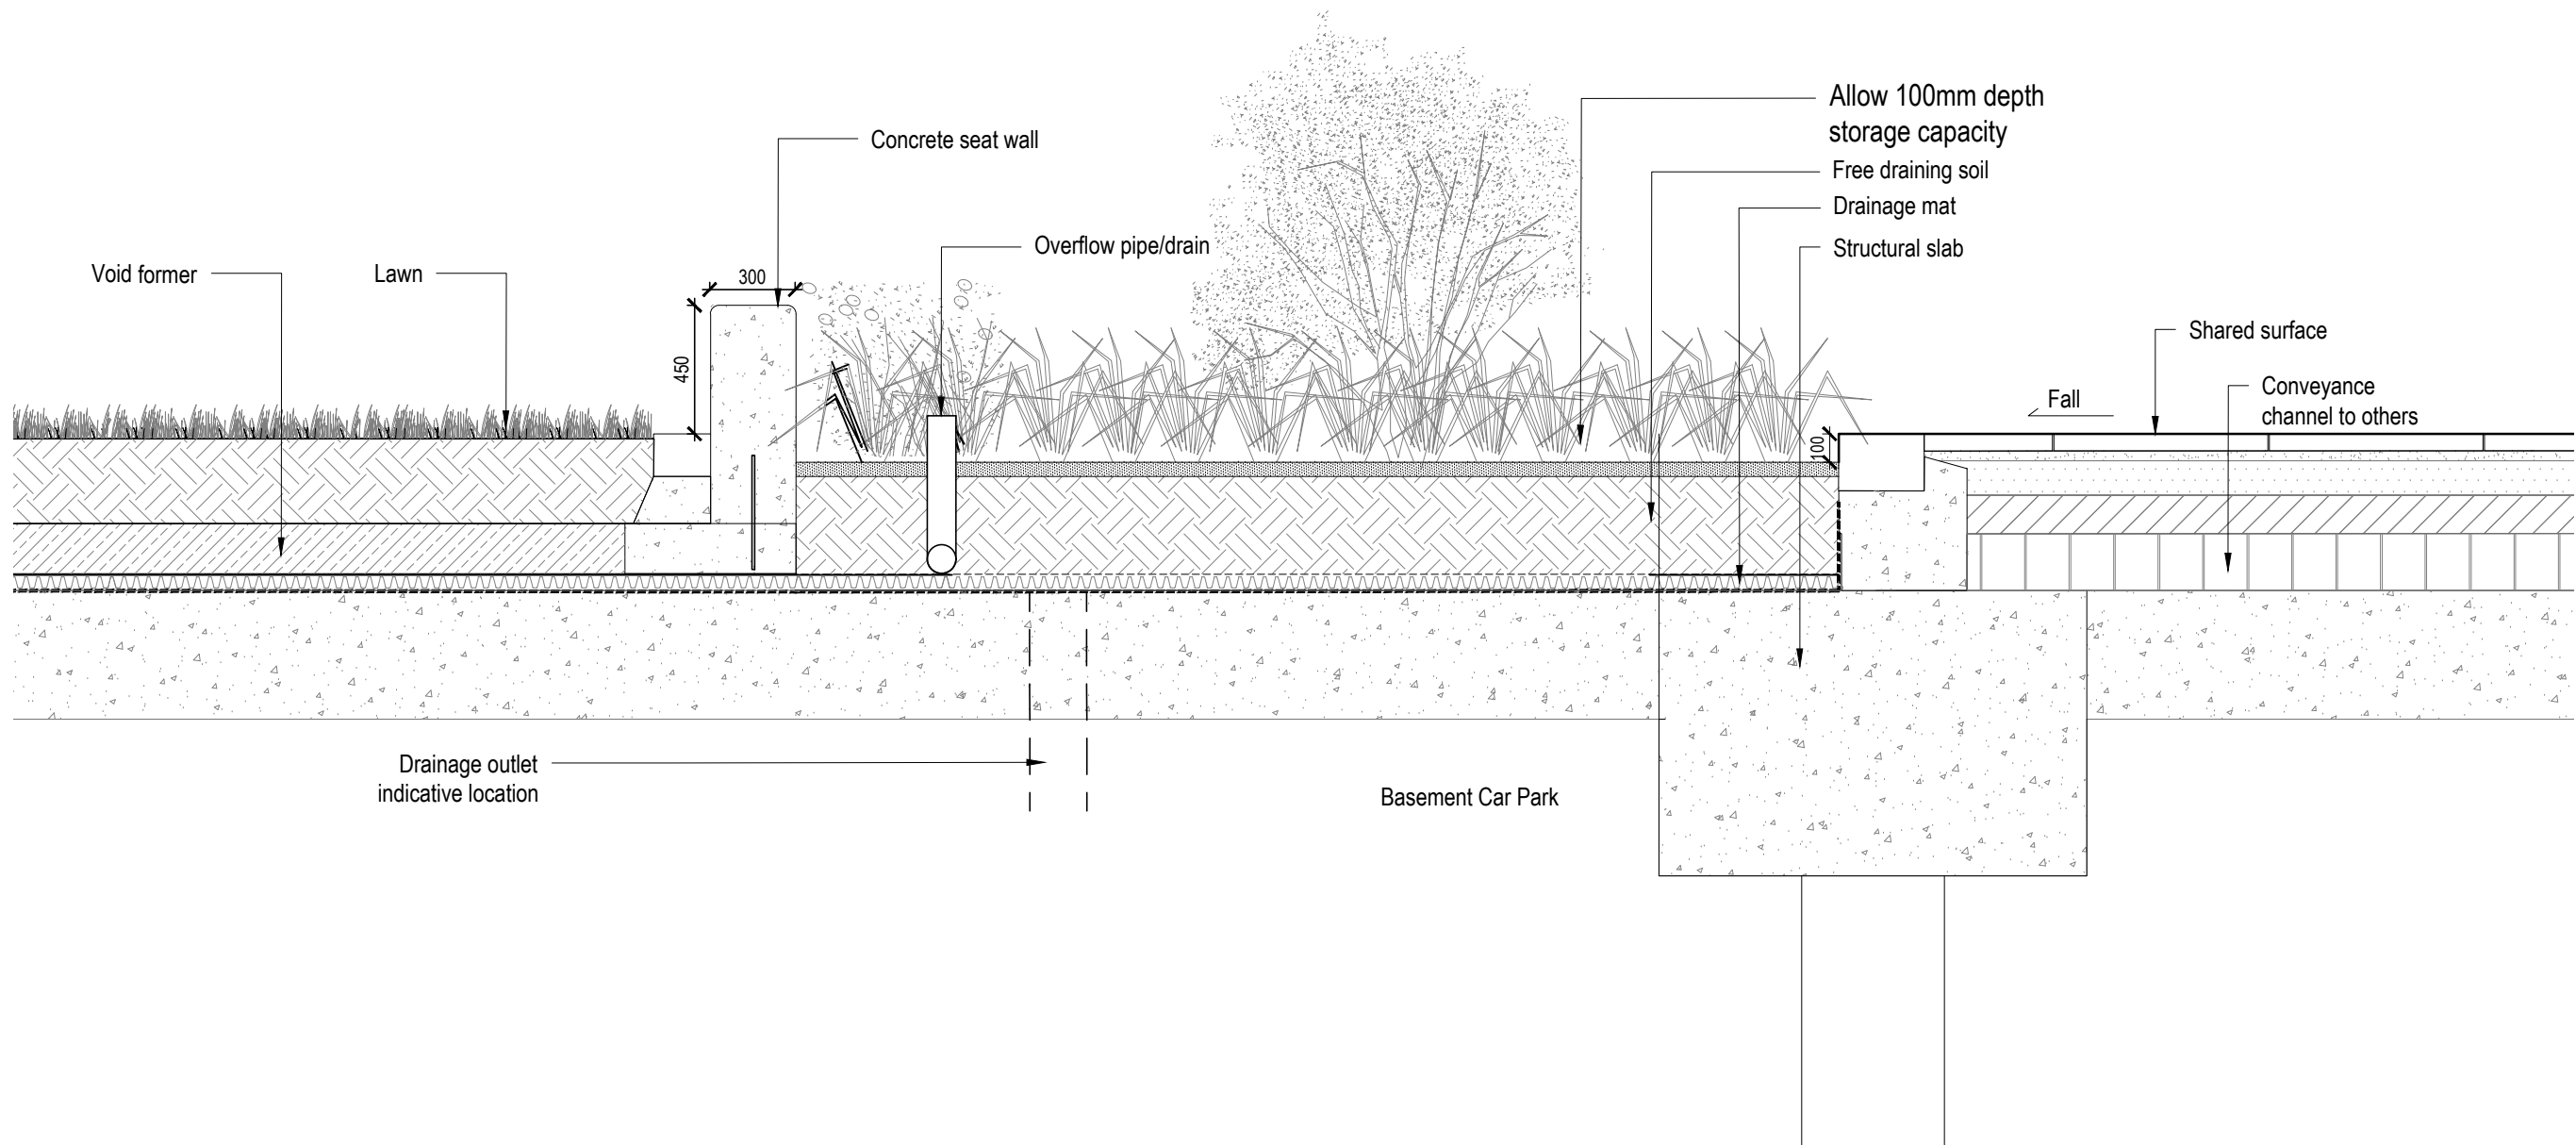 Allow 100mm depth
storage capacity
Concrete seat wall
Free draining soil
Drainage mat
Overflow pipe/drain
Structural slab
Void former
Lawn
300
Shared surface
450
Conveyance
channel to others
Fall
100
Drainage outlet
indicative location
Basement Car Park